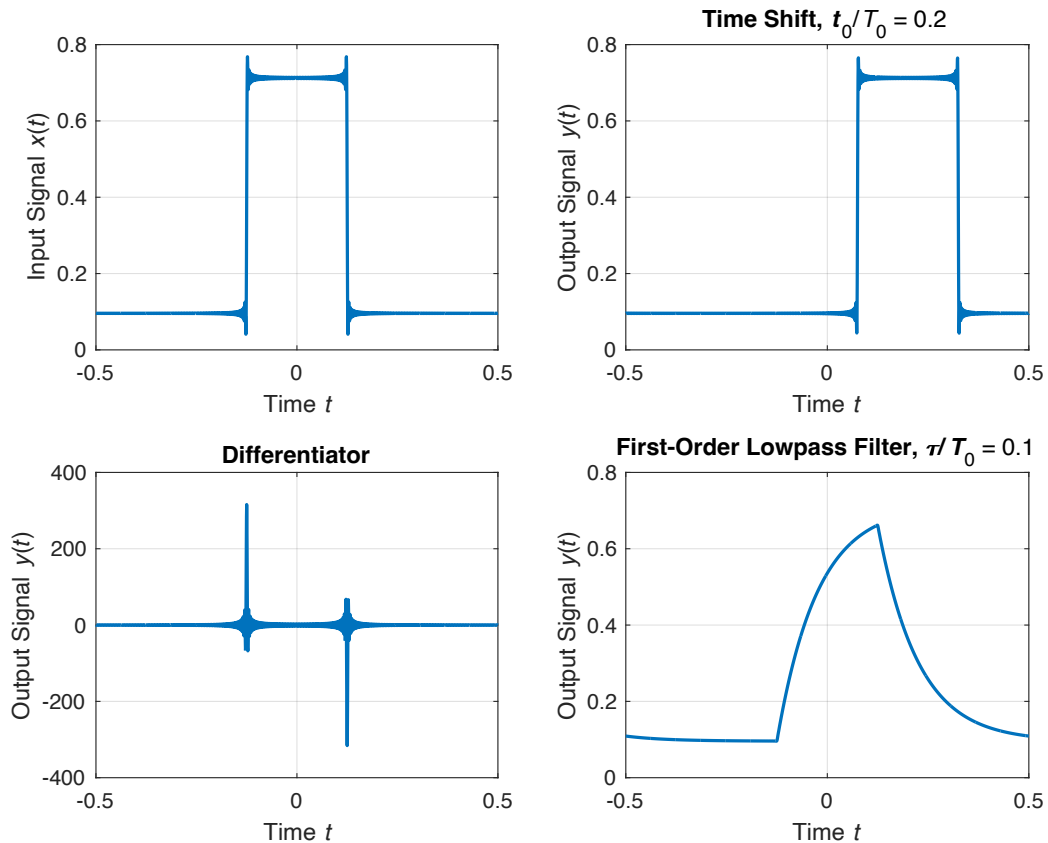 Time Shift, t0/T0 = 0.2
0.8
0.6
0.4
0.2
0
Input Signal x(t)
-0.5
0
0.5
Time t
0.8
0.6
0.4
0.2
0
Output Signal y(t)
-0.5
0
0.5
Time t
Differentiator
400
200
0
-200
-400
Output Signal y(t)
-0.5
0
0.5
Time t
First-Order Lowpass Filter, τ/T0 = 0.1
0.8
0.6
0.4
0.2
0
Output Signal y(t)
-0.5
0
0.5
Time t